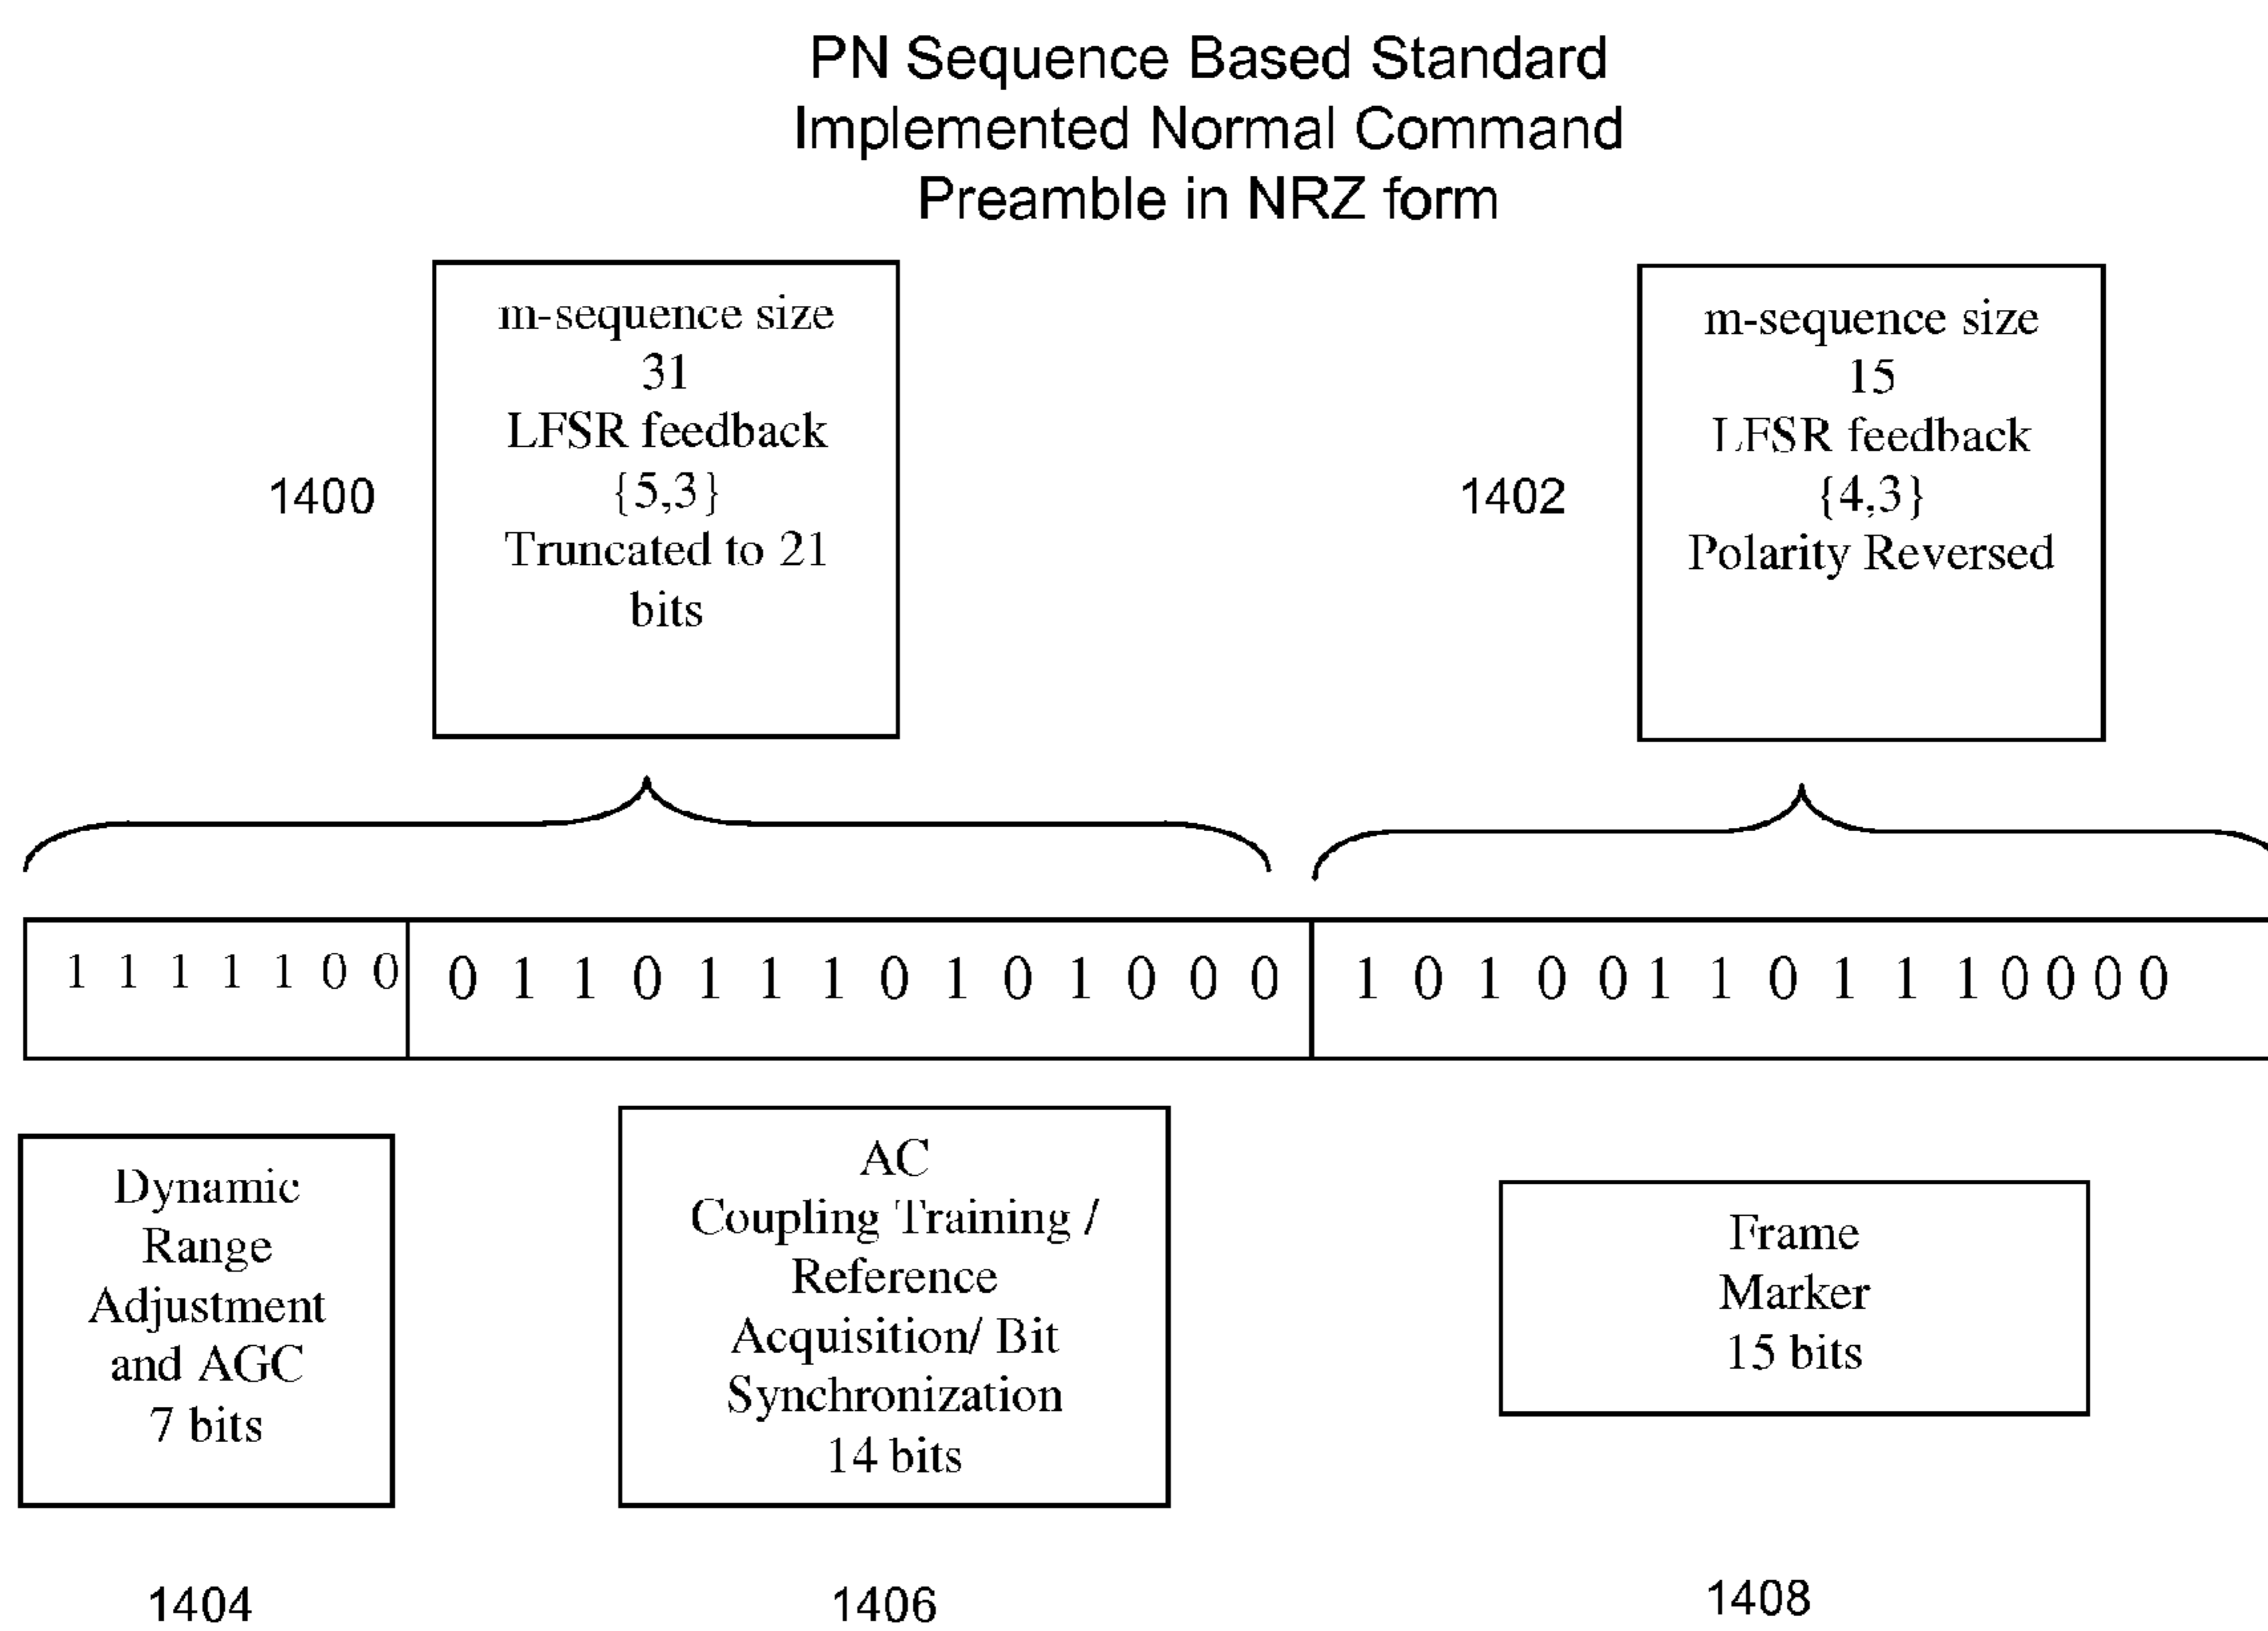 PN Sequence Based Standard
Implemented Normal Command
Preamble in NRZ form
m-sequence size
31
LFSR feedback
{5,3}
Truncated to 21
bits
1400
m-sequence size
15
LFSR feedback
{4,3}
Polarity Reversed
1402
1 1 1 1 1 0 0 0 1 1 0 1 1 1 0 1 0 1 0 0 0 1 0 1 0 0 1 1 0 1 1 1 0 0 0 0
Dynamic
Range
Adjustment
and AGC
7 bits
AC
Coupling Training /
Reference
Acquisition/ Bit
Synchronization
14 bits
Frame
Marker
15 bits
1404
1406
1408